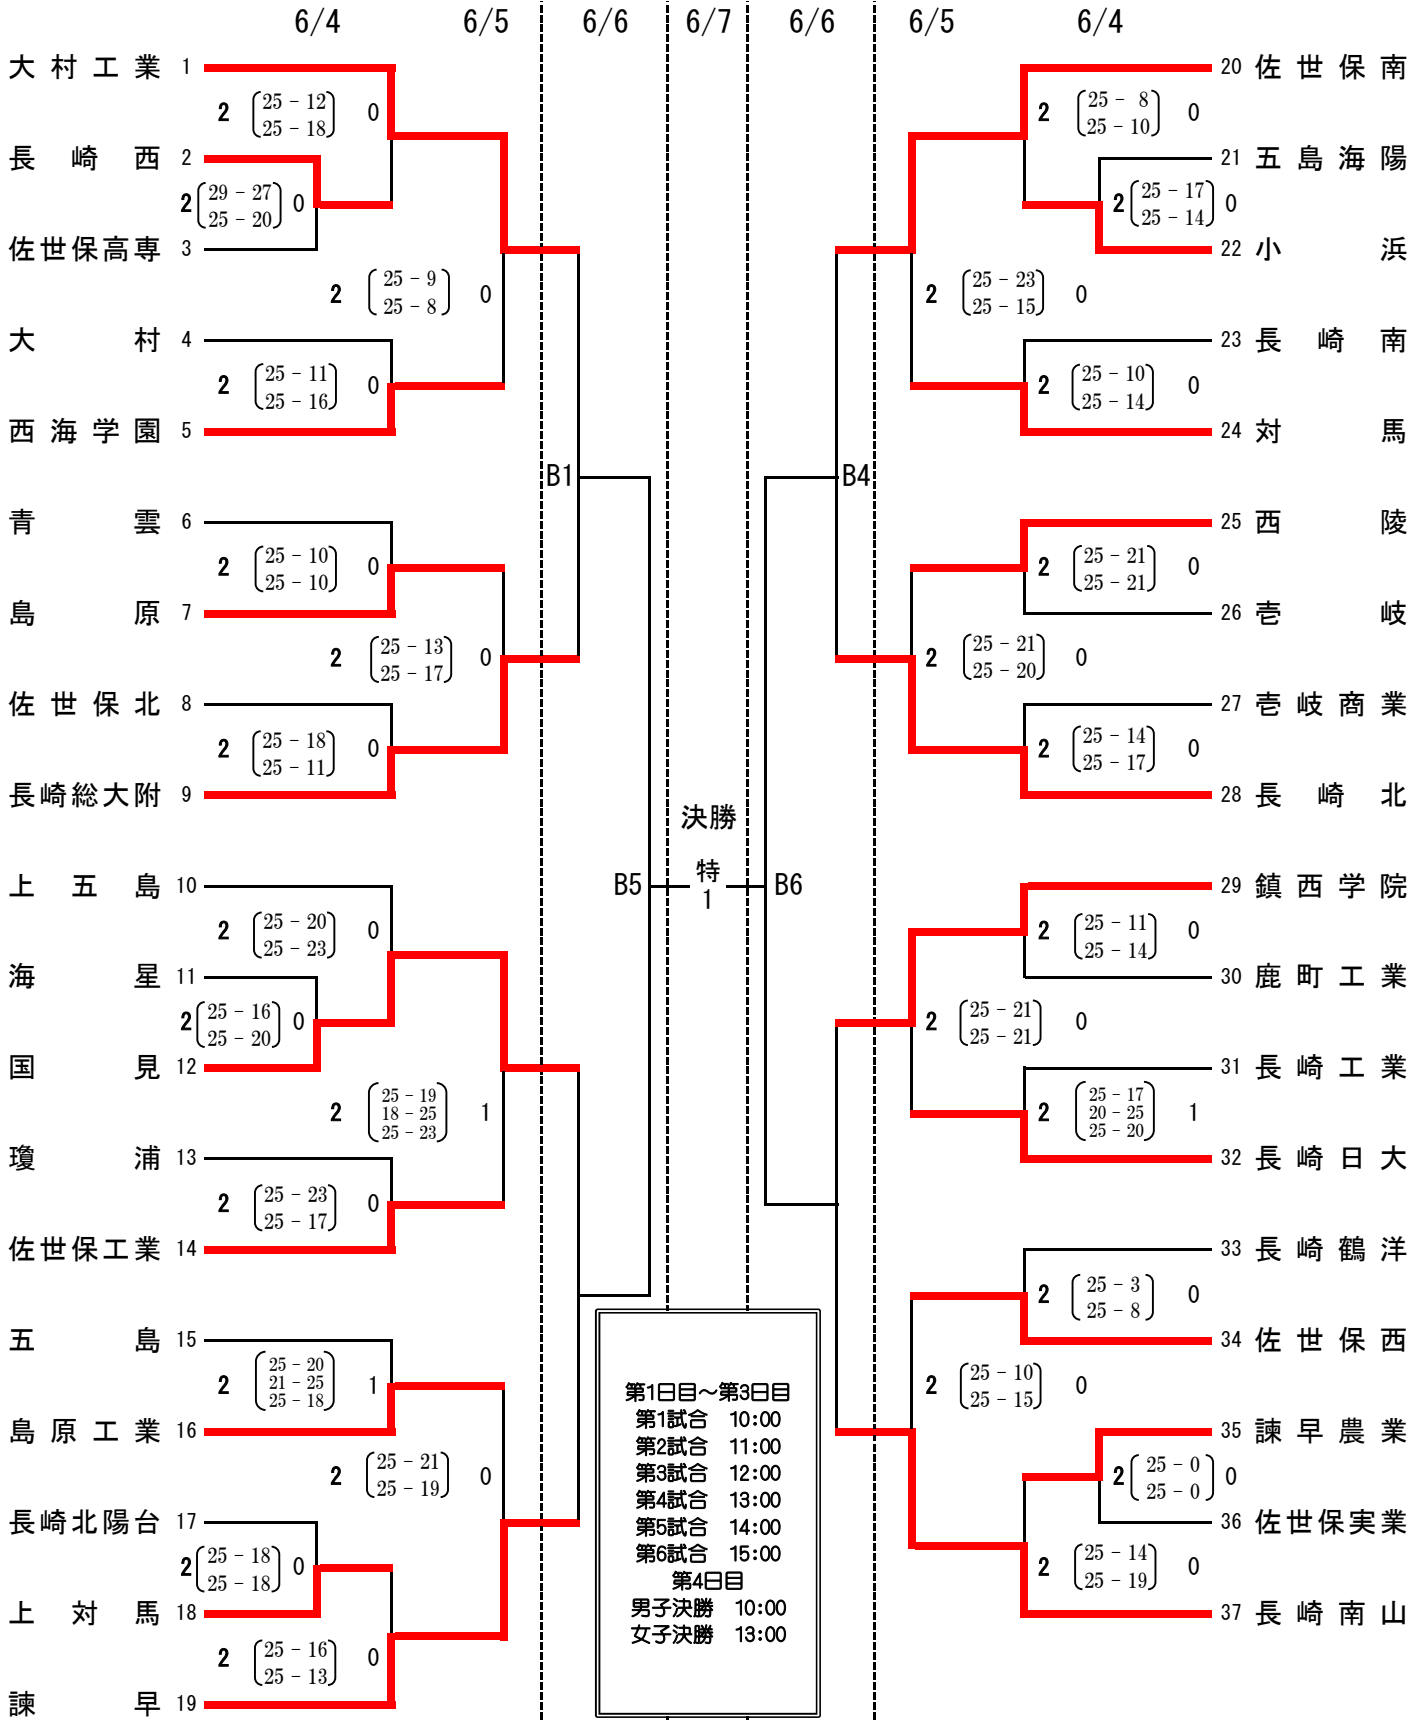 6/4 6/5 6/6 6/7 6/6 6/5 6/4
大村工業 1
2 (25 - 12 25 - 18) 0
長崎西 2
2 (29 - 27 25 - 20) 0
佐世保高専 3
2 (25 - 9 25 - 8) 0
大村 4
2 (25 - 11 25 - 16) 0
西海学園 5
B1
青雲 6
2 (25 - 10 25 - 10) 0
島原 7
2 (25 - 13 25 - 17) 0
佐世保北 8
2 (25 - 18 25 - 11) 0
長崎総大附 9
上五島 10
2 (25 - 20 25 - 23) 0
海星 11
2 (25 - 16 25 - 20) 0
国見 12
2 (25 - 19 18 - 25 25 - 23) 1
瓊浦 13
2 (25 - 23 25 - 17) 0
佐世保工業 14
五島 15
2 (25 - 20 21 - 25 25 - 18) 1
島原工業 16
2 (25 - 21 25 - 19) 0
長崎北陽台 17
2 (25 - 18 25 - 18) 0
上対馬 18
2 (25 - 16 25 - 13) 0
諫早 19
決勝
B5 特1 B6
20 佐世保南
2 (25 - 8 25 - 10) 0
21 五島海陽
2 (25 - 17 25 - 14) 0
22 小浜
2 (25 - 23 25 - 15) 0
23 長崎南
2 (25 - 10 25 - 14) 0
24 対馬
B4
25 西陵
2 (25 - 21 25 - 21) 0
26 壱岐
2 (25 - 21 25 - 20) 0
27 壱岐商業
2 (25 - 14 25 - 17) 0
28 長崎北
29 鎮西学院
2 (25 - 11 25 - 14) 0
30 鹿町工業
2 (25 - 21 25 - 21) 0
31 長崎工業
2 (25 - 17 20 - 25 25 - 20) 1
32 長崎日大
33 長崎鶴洋
2 (25 - 3 25 - 8) 0
34 佐世保西
2 (25 - 10 25 - 15) 0
35 諫早農業
2 (25 - 0 25 - 0) 0
36 佐世保実業
2 (25 - 14 25 - 19) 0
37 長崎南山
第1日目～第3日目
第1試合 10:00
第2試合 11:00
第3試合 12:00
第4試合 13:00
第5試合 14:00
第6試合 15:00
第4日目
男子決勝 10:00
女子決勝 13:00